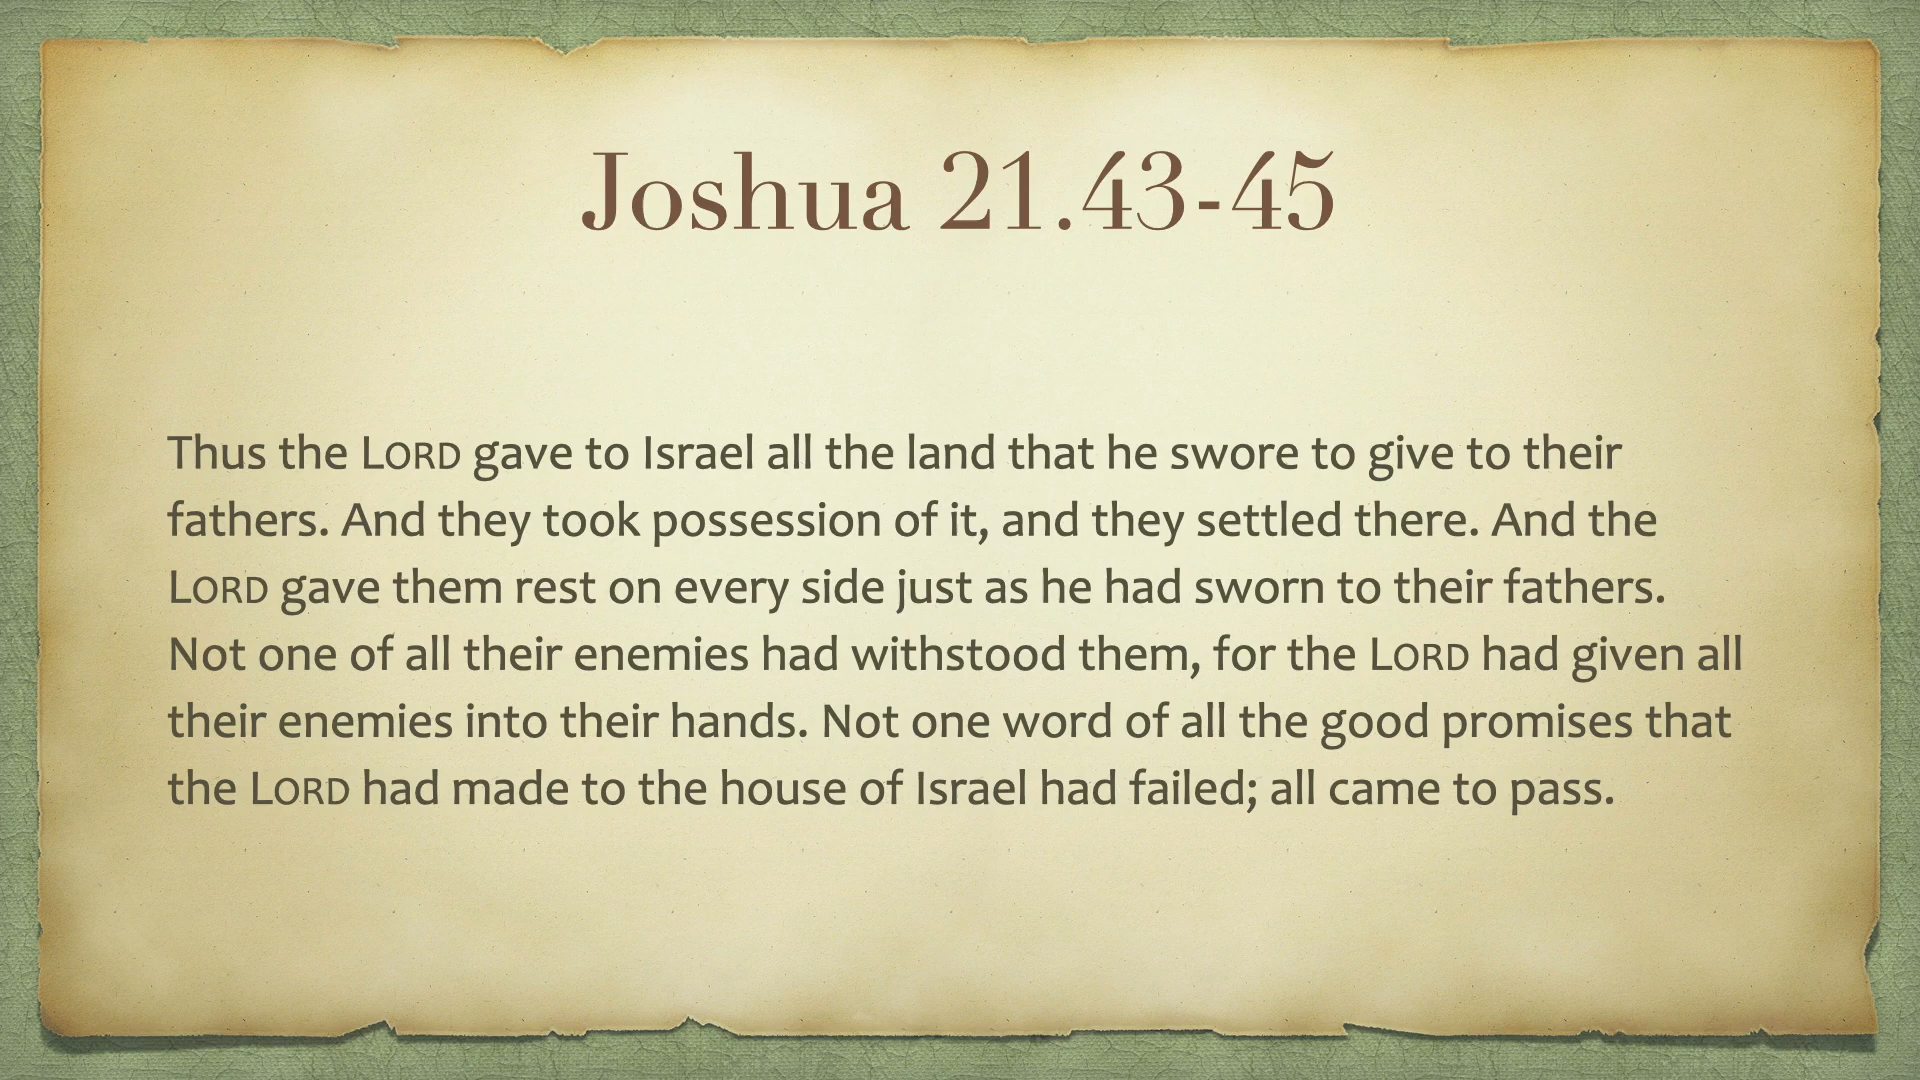 Joshua 21.43-45
Thus the LORD gave to Israel all the land that he swore to give to their
fathers. And they took possession of it, and they settled there. And the
LORD gave them rest on every side just as he had sworn to their fathers.
Not one of all their enemies had withstood them, for the LORD had given all
their enemies into their hands. Not one word of all the good promises that
the LORD had made to the house of Israel had failed; all came to pass.